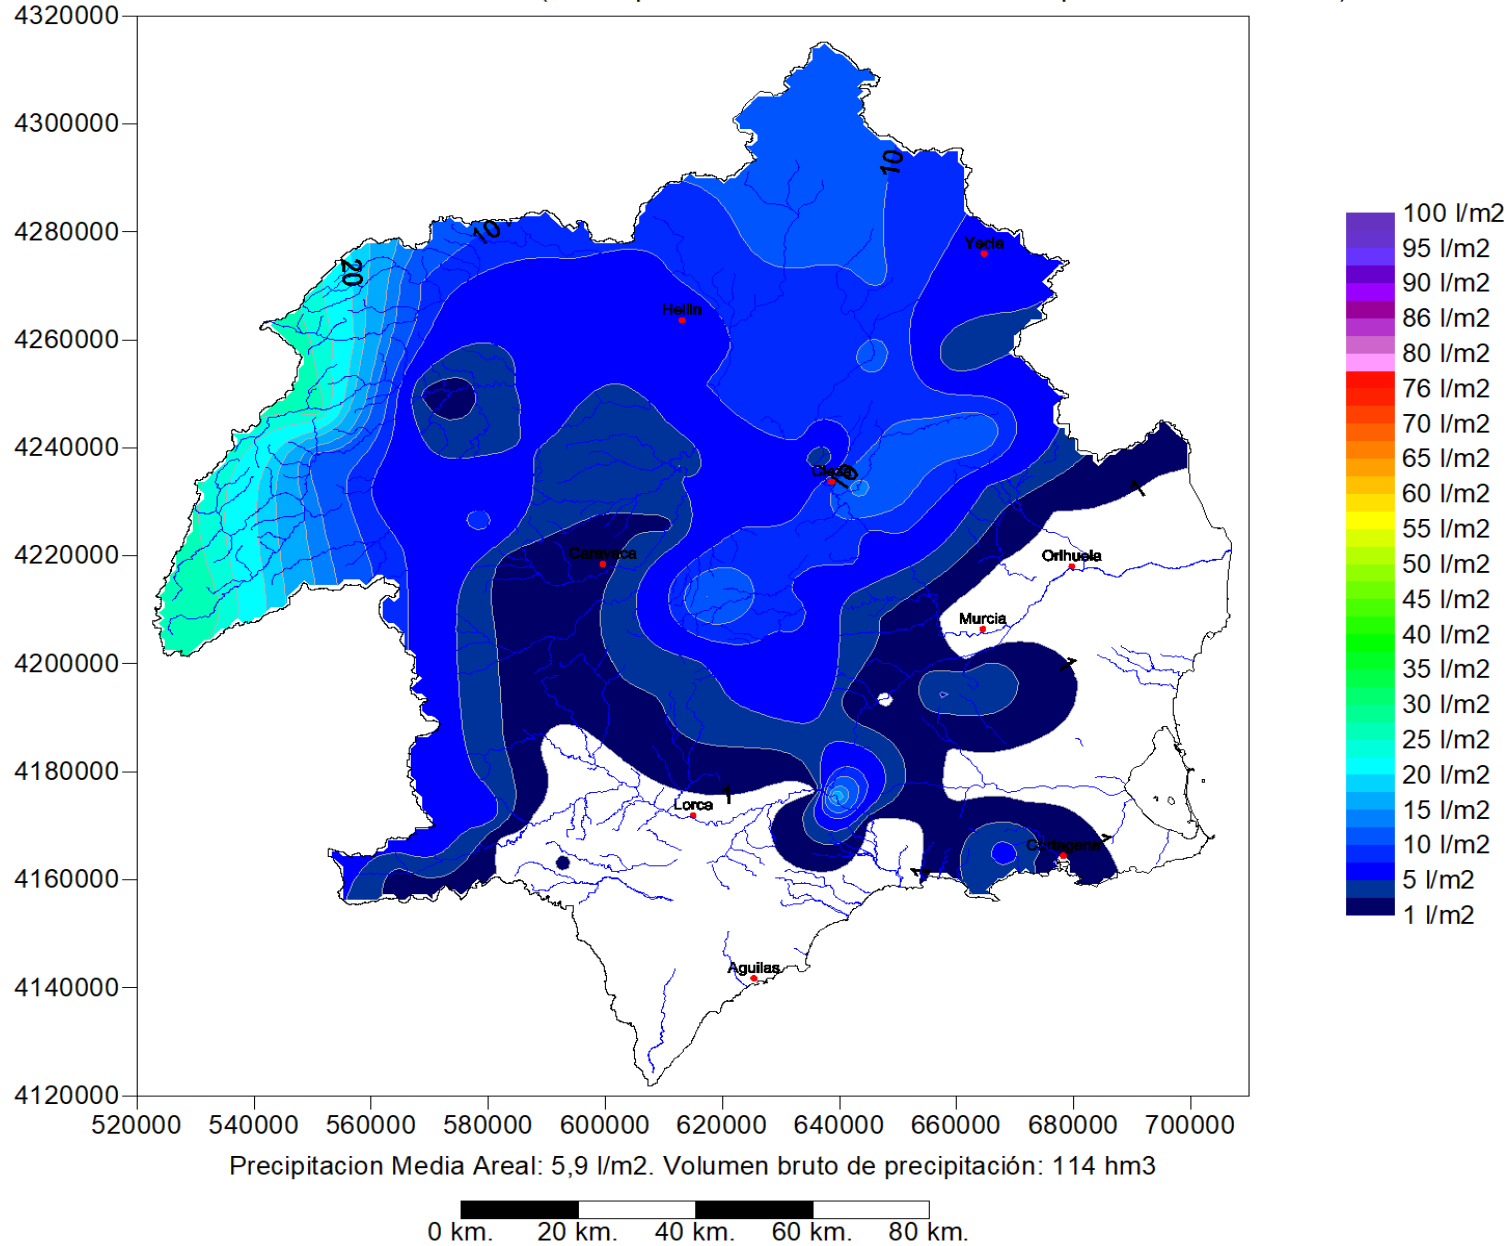 4320000
4300000
4280000
4260000
4240000
4220000
4200000
4180000
4160000
4140000
4120000
520000 540000 560000 580000 600000 620000 640000 660000 680000 700000
10
10
20
Yecla
Hellin
Cieza
10
1
Caravaca
Orihuela
Murcia
1
1
Lorca
1
Cartagena
1
Aguilas
100 l/m2
95 l/m2
90 l/m2
86 l/m2
80 l/m2
76 l/m2
70 l/m2
65 l/m2
60 l/m2
55 l/m2
50 l/m2
45 l/m2
40 l/m2
35 l/m2
30 l/m2
25 l/m2
20 l/m2
15 l/m2
10 l/m2
5 l/m2
1 l/m2
Precipitacion Media Areal: 5,9 l/m2. Volumen bruto de precipitación: 114 hm3
0 km. 20 km. 40 km. 60 km. 80 km.